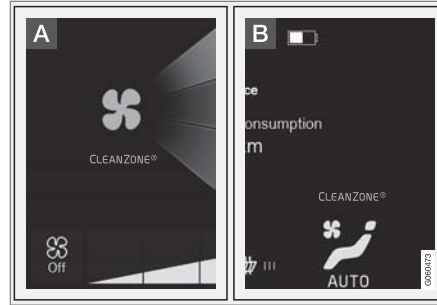 A
CLEANZONE®
Off
B
ce
onsumption
m
CLEANZONE®
AUTO
G060473